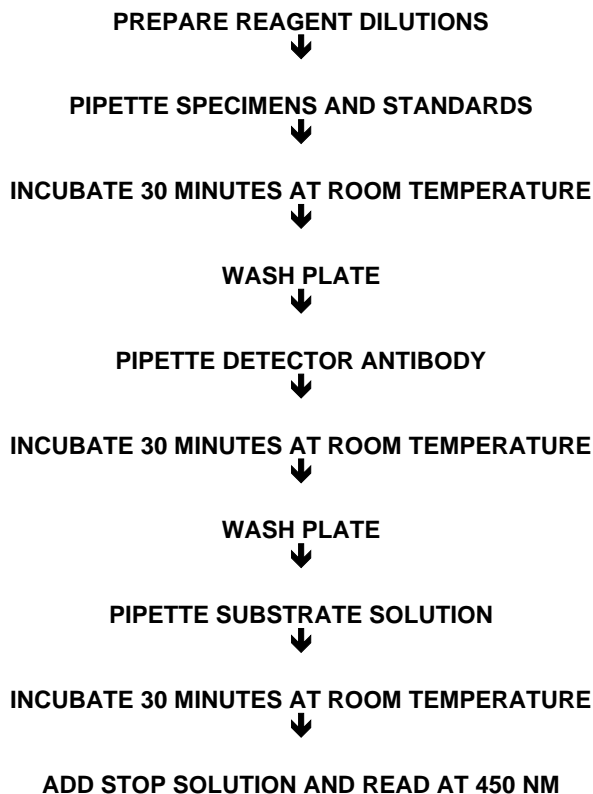 PREPARE REAGENT DILUTIONS
PIPETTE SPECIMENS AND STANDARDS
INCUBATE 30 MINUTES AT ROOM TEMPERATURE
WASH PLATE
PIPETTE DETECTOR ANTIBODY
INCUBATE 30 MINUTES AT ROOM TEMPERATURE
WASH PLATE
PIPETTE SUBSTRATE SOLUTION
INCUBATE 30 MINUTES AT ROOM TEMPERATURE
ADD STOP SOLUTION AND READ AT 450 NM